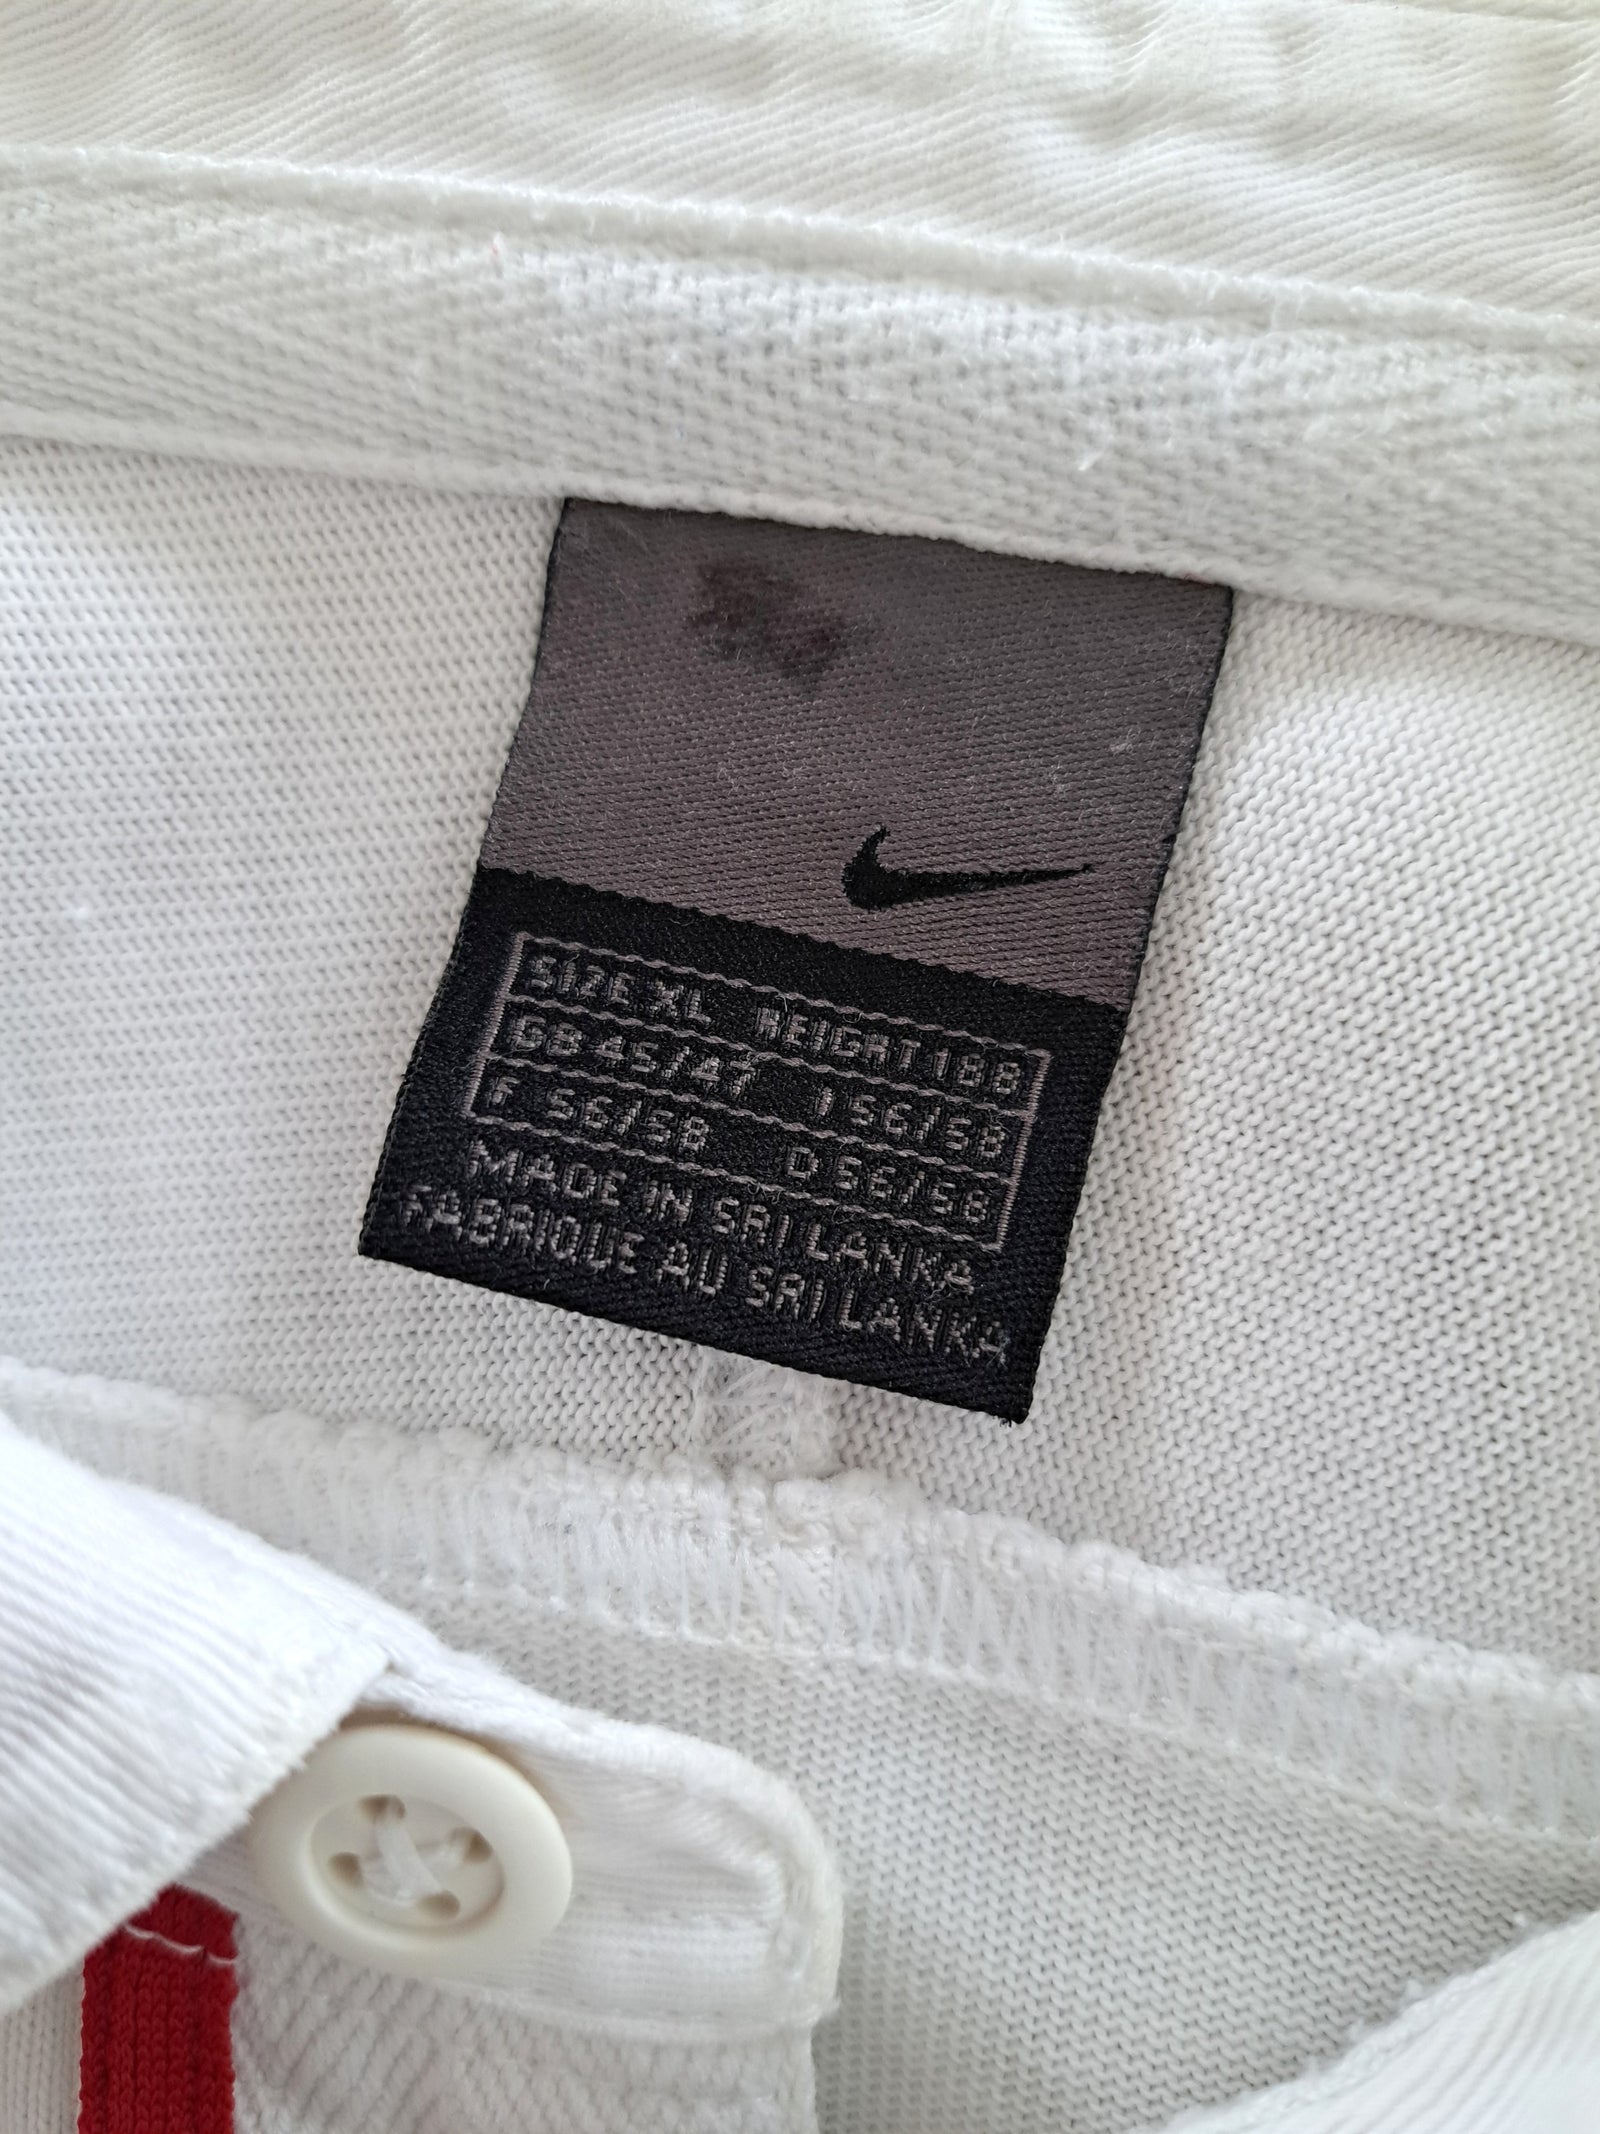 SIZE XL HEIGHT 188
GB 45/47 I 56/58
F 56/58 D 56/58
MADE IN SRI LANKA
FABRIQUE AU SRI LANKA